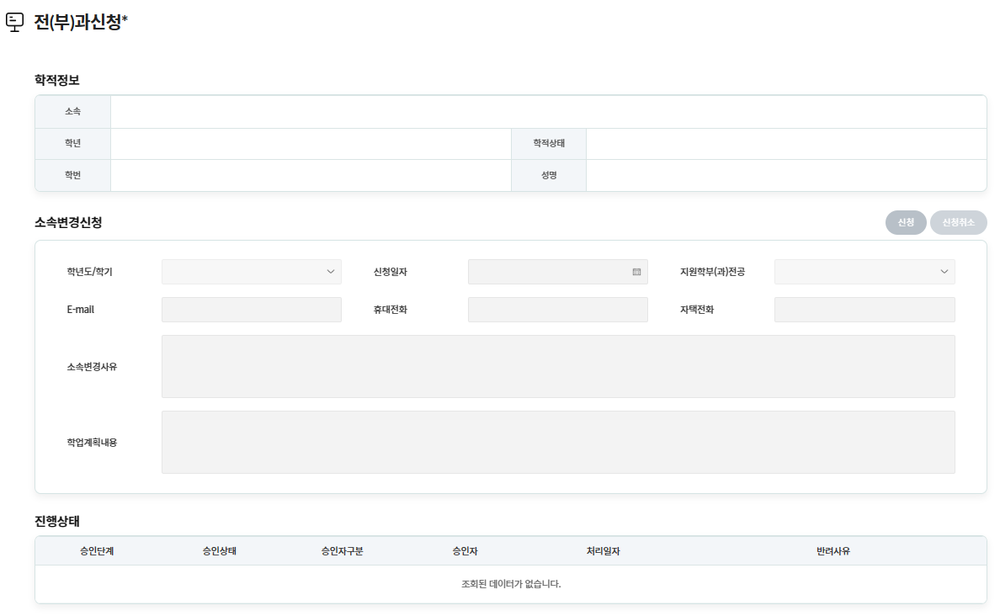 전(부)과신청*
학적정보
소속
학년 학적상태
학번 성명
소속변경신청 신청 신청취소
학년도/학기 신청일자 지원학부(과)전공
E-mail 휴대전화 자택전화
소속변경사유
학업계획내용
진행상태
승인단계 승인상태 승인자구분 승인자 처리일자 반려사유
조회된 데이터가 없습니다.